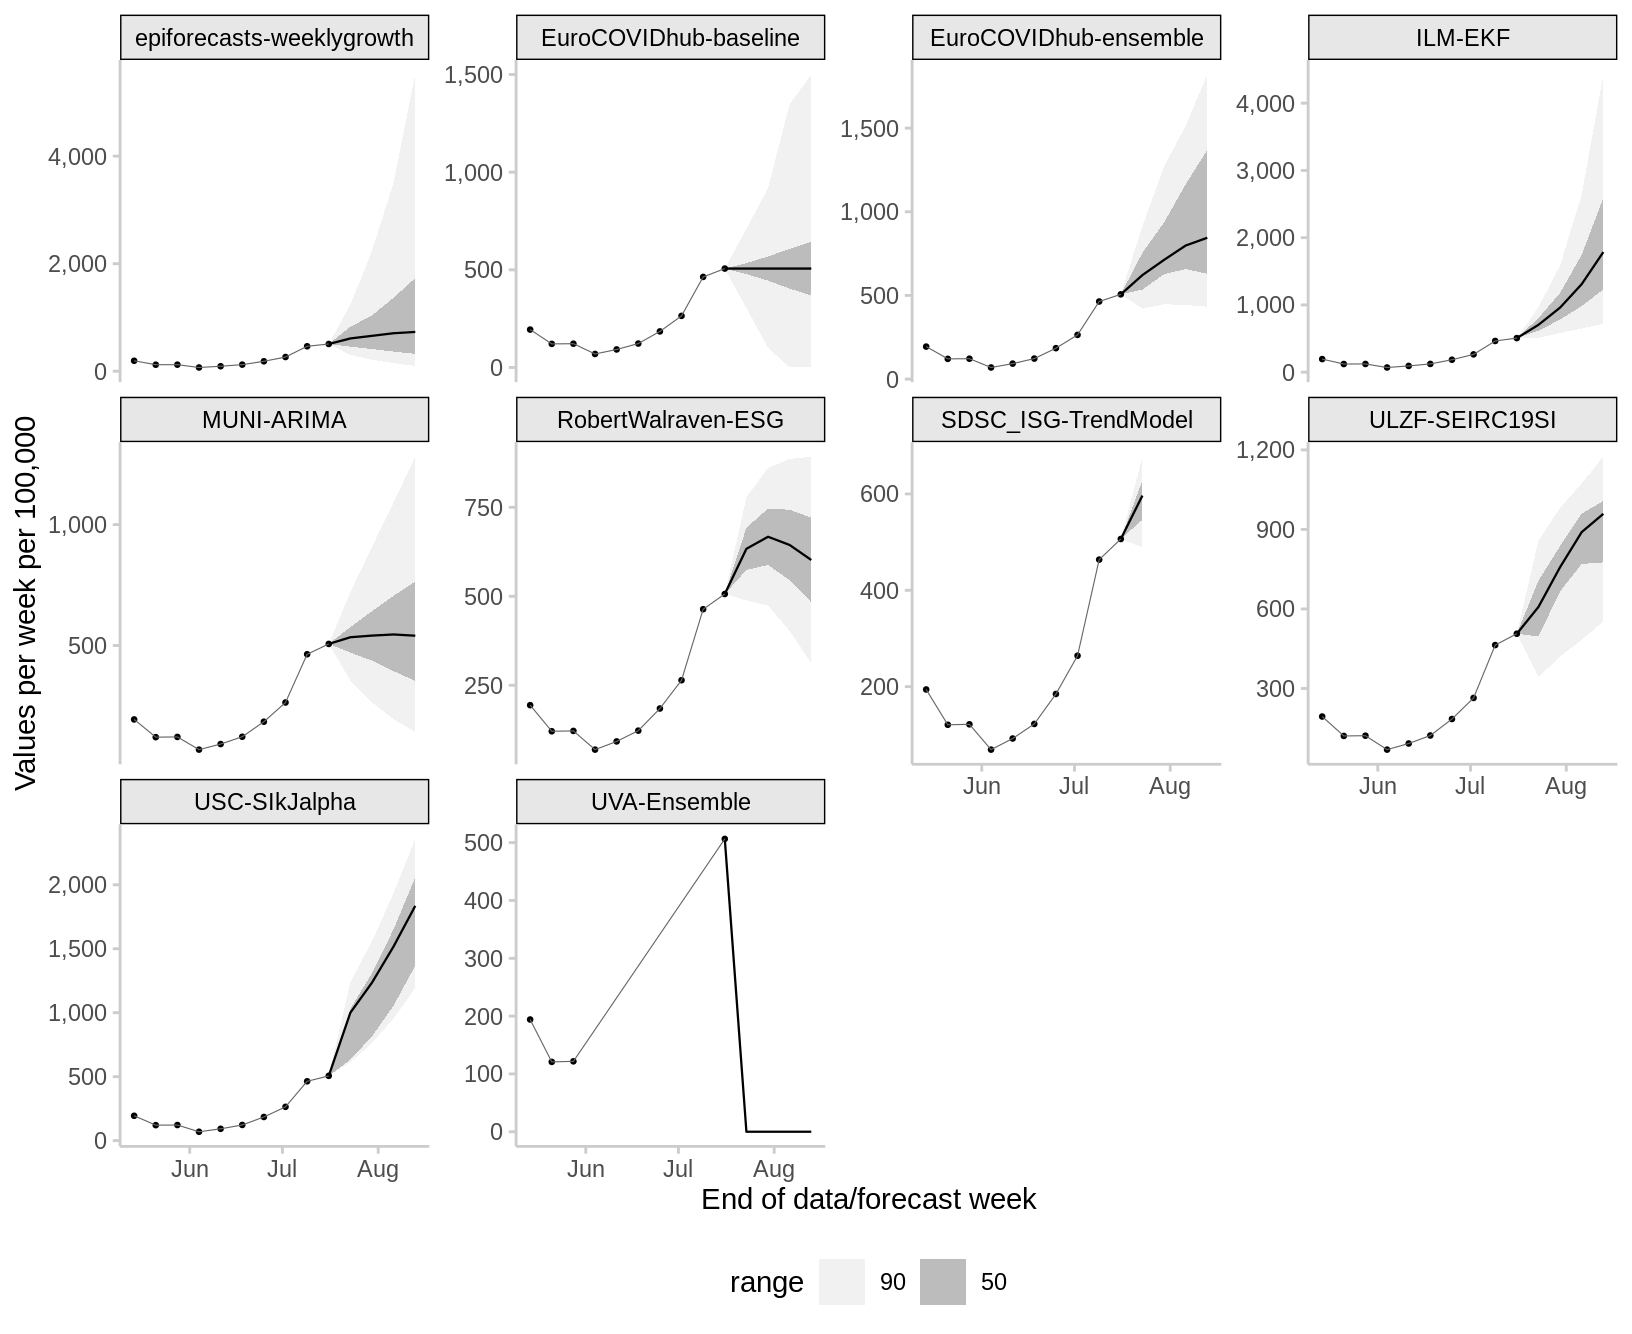 epiforecasts-weeklygrowth
EuroCOVIDhub-baseline
EuroCOVIDhub-ensemble
ILM-EKF
4,000
2,000
0
1,500
1,000
500
0
1,500
1,000
500
0
4,000
3,000
2,000
1,000
0
MUNI-ARIMA
RobertWalraven-ESG
SDSC_ISG-TrendModel
ULZF-SEIRC19SI
1,000
500
750
500
250
600
400
200
Jun Jul Aug
1,200
900
600
300
Jun Jul Aug
USC-SIkJalpha
UVA-Ensemble
2,000
1,500
1,000
500
0
Jun Jul Aug
500
400
300
200
100
0
Jun Jul Aug
Values per week per 100,000
End of data/forecast week
range 90 50